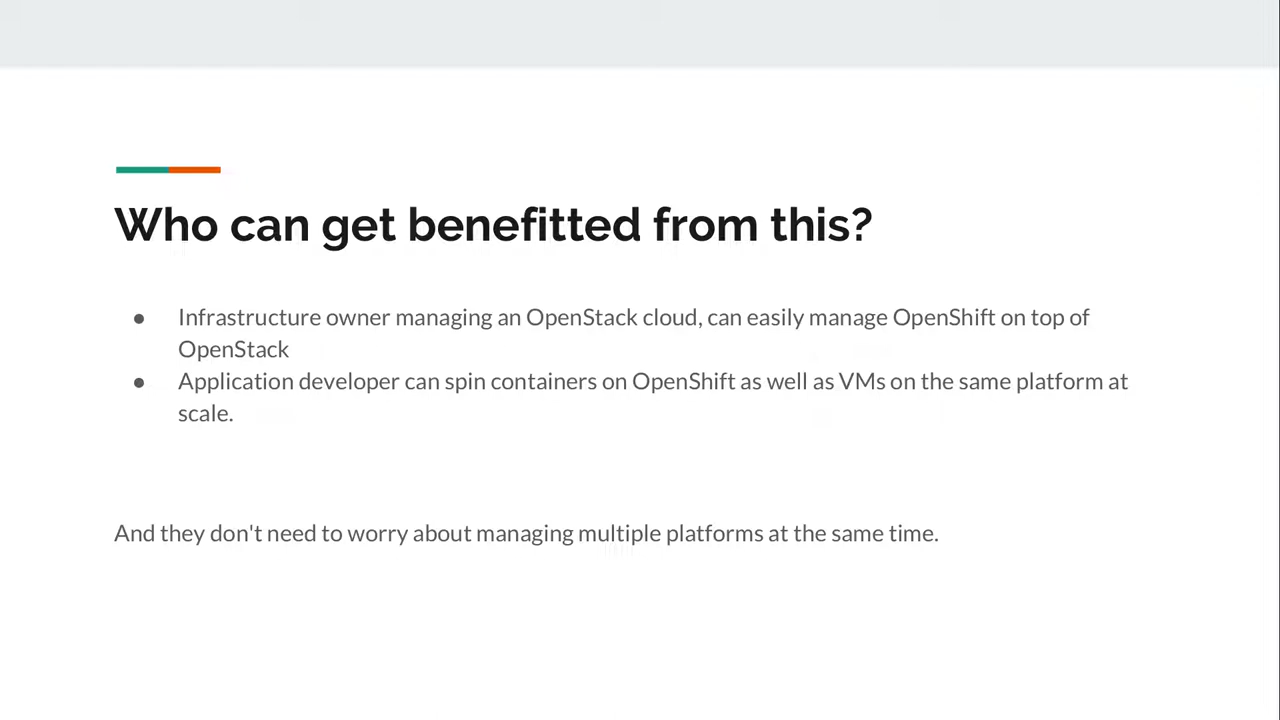 Who can get benefitted from this?
● Infrastructure owner managing an OpenStack cloud, can easily manage OpenShift on top of
OpenStack
● Application developer can spin containers on OpenShift as well as VMs on the same platform at
scale.
And they don't need to worry about managing multiple platforms at the same time.